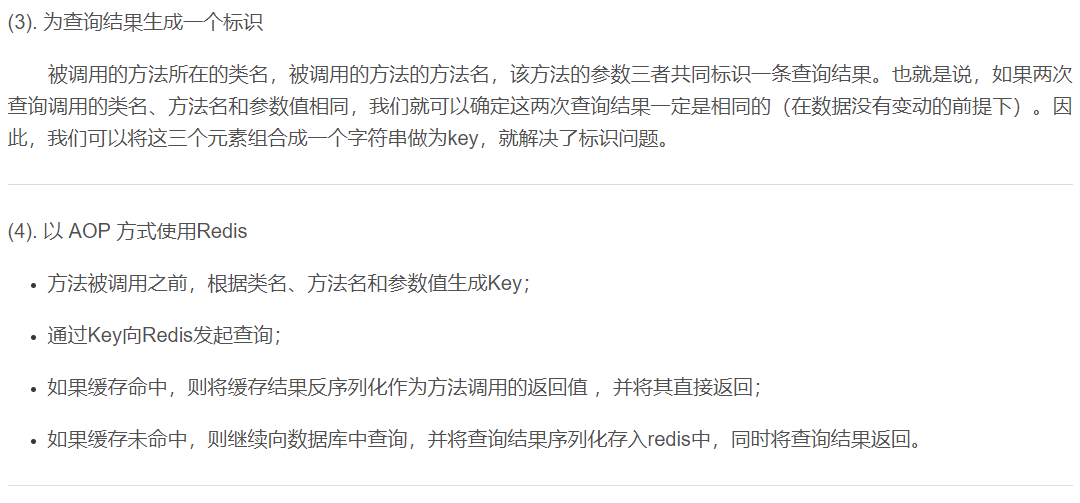 (3). 为查询结果生成一个标识
被调用的方法所在的类名，被调用的方法的方法名，该方法的参数三者共同标识一条查询结果。也就是说，如果两次
查询调用的类名、方法名和参数值相同，我们就可以确定这两次查询结果一定是相同的（在数据没有变动的前提下）。因
此，我们可以将这三个元素组合成一个字符串做为key，就解决了标识问题。
(4). 以 AOP 方式使用Redis
• 方法被调用之前，根据类名、方法名和参数值生成Key；
• 通过Key向Redis发起查询；
• 如果缓存命中，则将缓存结果反序列化作为方法调用的返回值 ，并将其直接返回；
• 如果缓存未命中，则继续向数据库中查询，并将查询结果序列化存入redis中，同时将查询结果返回。